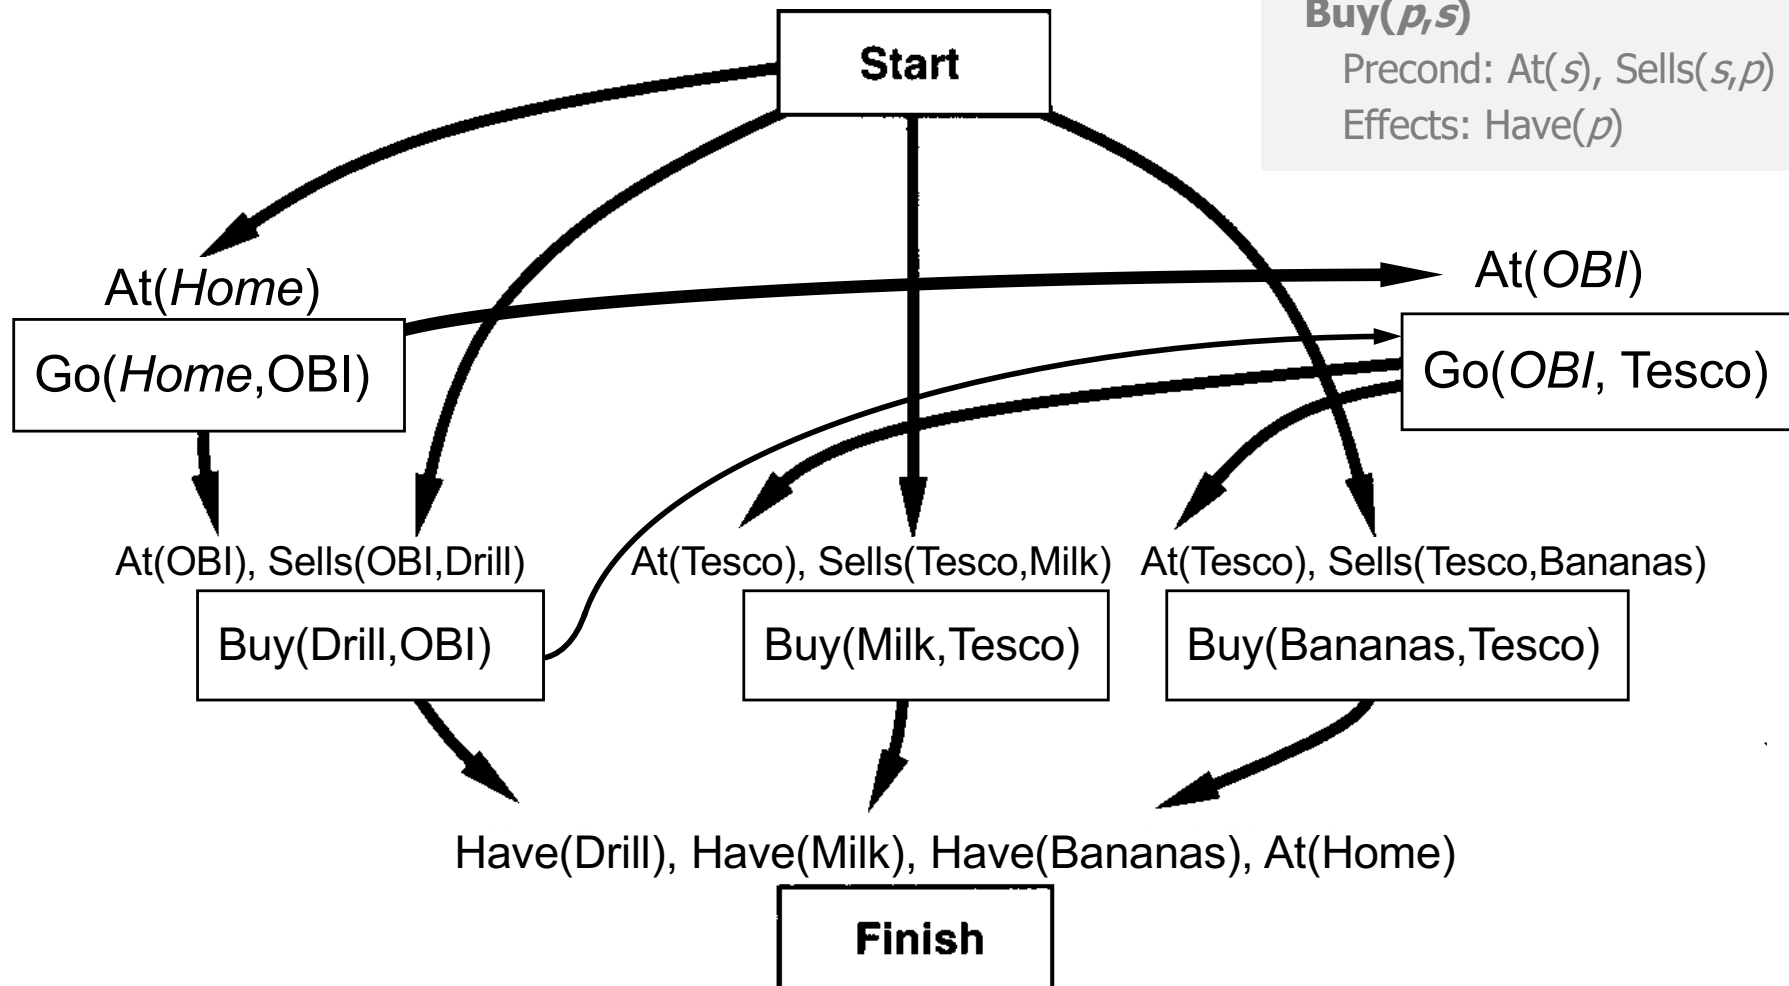 Buy(p,s)
Precond: At(s), Sells(s,p)
Effects: Have(p)
Start
At(Home)
At(OBI)
Go(Home,OBI)
Go(OBI, Tesco)
At(OBI), Sells(OBI,Drill)
At(Tesco), Sells(Tesco,Milk)
At(Tesco), Sells(Tesco,Bananas)
Buy(Drill,OBI)
Buy(Milk,Tesco)
Buy(Bananas,Tesco)
Have(Drill), Have(Milk), Have(Bananas), At(Home)
Finish